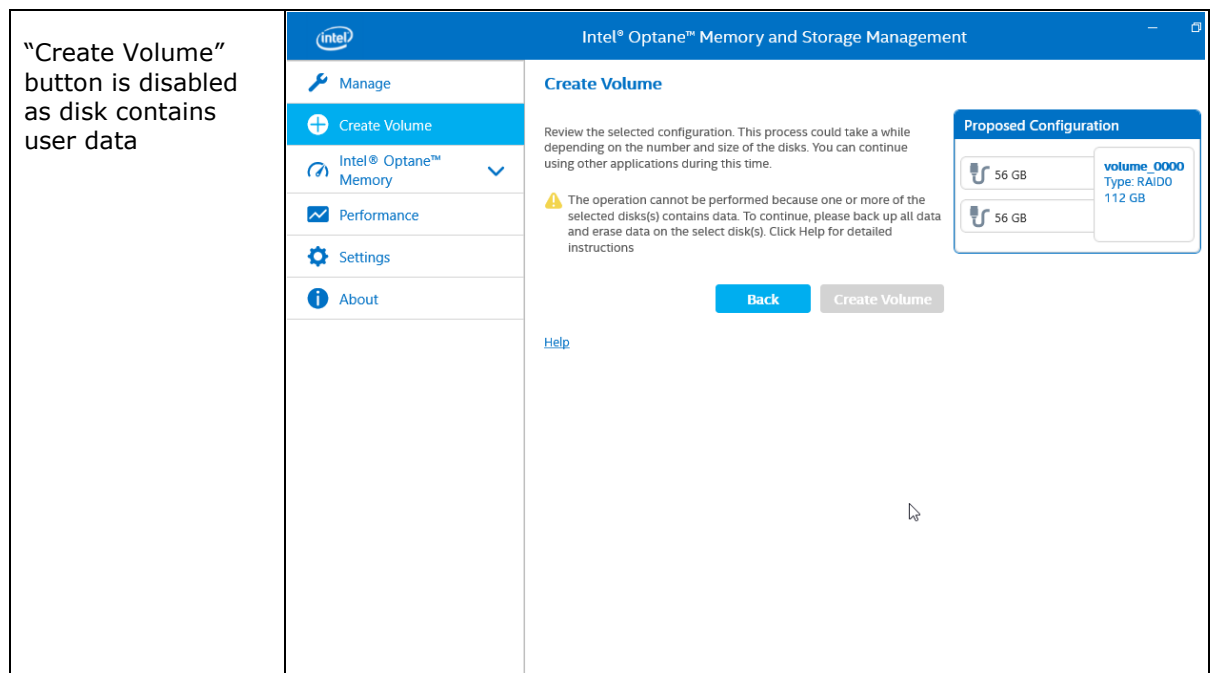 “Create Volume”
button is disabled
as disk contains
user data
intel
Intel® Optane™ Memory and Storage Management
Manage
Create Volume
Intel® Optane™
Memory
Performance
Settings
About
Create Volume
Review the selected configuration. This process could take a while
depending on the number and size of the disks. You can continue
using other applications during this time.
The operation cannot be performed because one or more of the
selected disks(s) contains data. To continue, please back up all data
and erase data on the select disk(s). Click Help for detailed
instructions
Back
Create Volume
Help
Proposed Configuration
56 GB
56 GB
volume_0000
Type: RAID0
112 GB